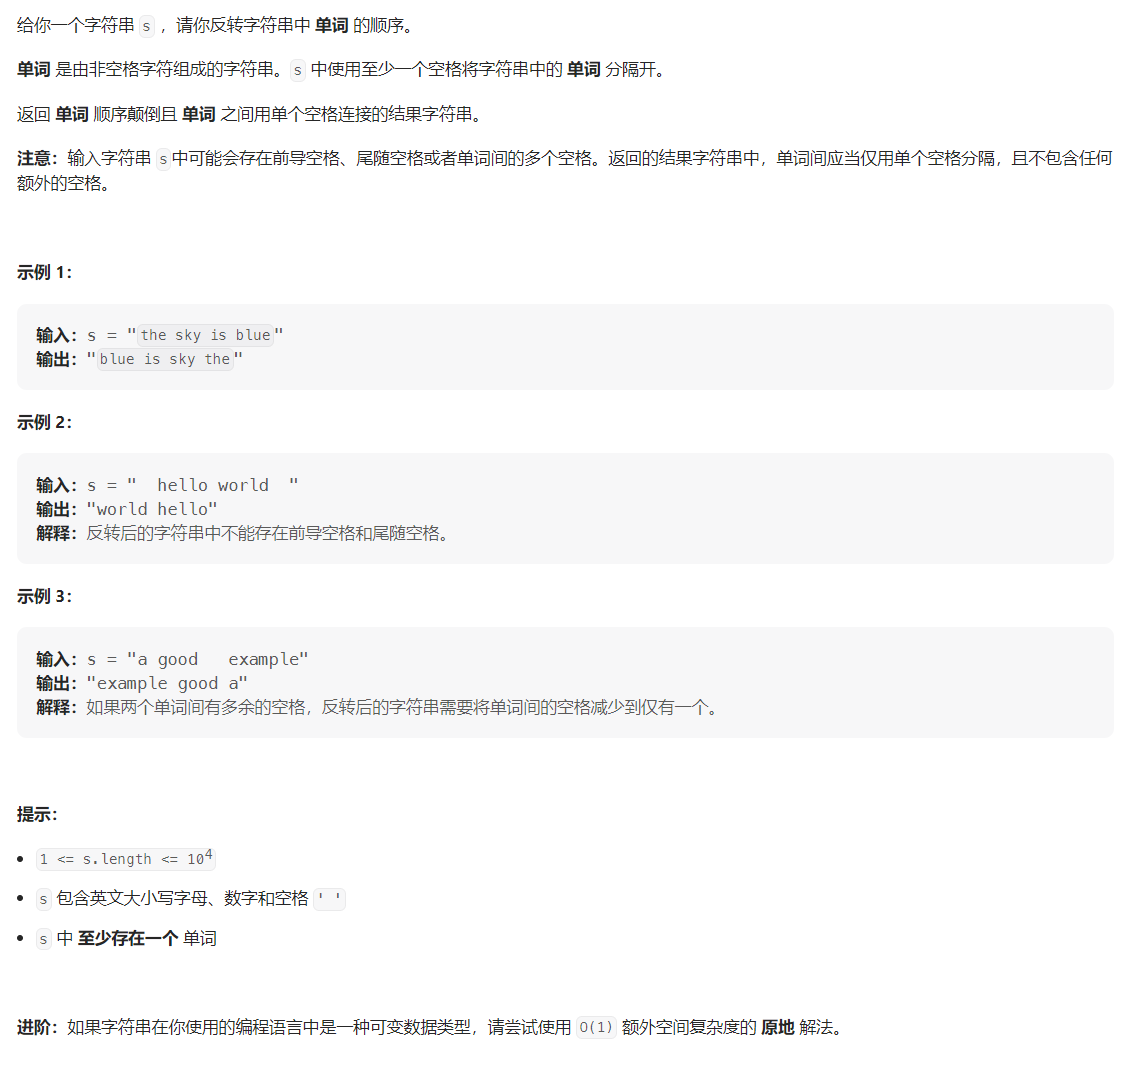 给你一个字符串 s ，请你反转字符串中 单词 的顺序。
单词 是由非空格字符组成的字符串。s 中使用至少一个空格将字符串中的 单词 分隔开。
返回 单词 顺序颠倒且 单词 之间用单个空格连接的结果字符串。
注意：输入字符串 s中可能会存在前导空格、尾随空格或者单词间的多个空格。返回的结果字符串中，单词间应当仅用单个空格分隔，且不包含任何
额外的空格。
示例 1：
输入：s = "the sky is blue"
输出："blue is sky the"
示例 2：
输入：s = "  hello world  "
输出："world hello"
解释：反转后的字符串中不能存在前导空格和尾随空格。
示例 3：
输入：s = "a good   example"
输出："example good a"
解释：如果两个单词间有多余的空格，反转后的字符串需要将单词间的空格减少到仅有一个。
提示：
• 1 <= s.length <= 10⁴
• s 包含英文大小写字母、数字和空格 ' '
• s 中 至少存在一个 单词
进阶：如果字符串在你使用的编程语言中是一种可变数据类型，请尝试使用 O(1) 额外空间复杂度的 原地 解法。